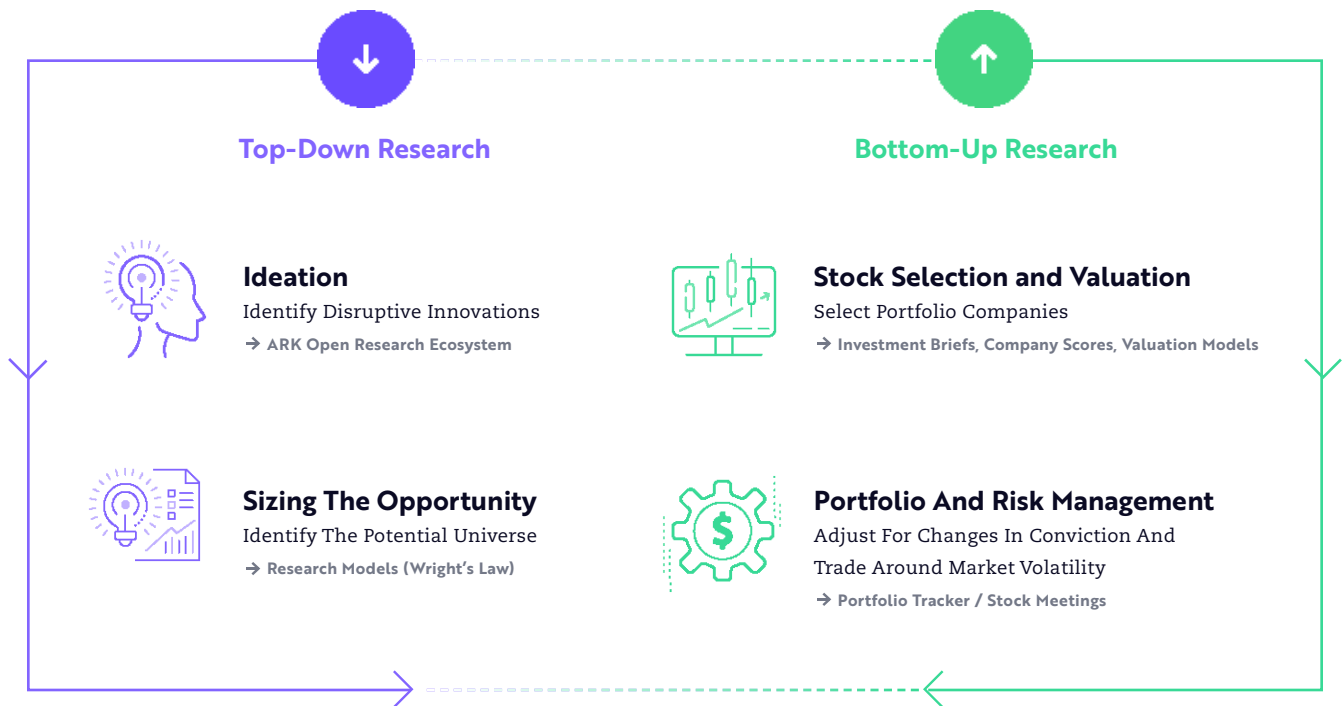 Top-Down Research
Ideation
Identify Disruptive Innovations
→ ARK Open Research Ecosystem
Sizing The Opportunity
Identify The Potential Universe
→ Research Models (Wright’s Law)
Bottom-Up Research
Stock Selection and Valuation
Select Portfolio Companies
→ Investment Briefs, Company Scores, Valuation Models
Portfolio And Risk Management
Adjust For Changes In Conviction And
Trade Around Market Volatility
→ Portfolio Tracker / Stock Meetings